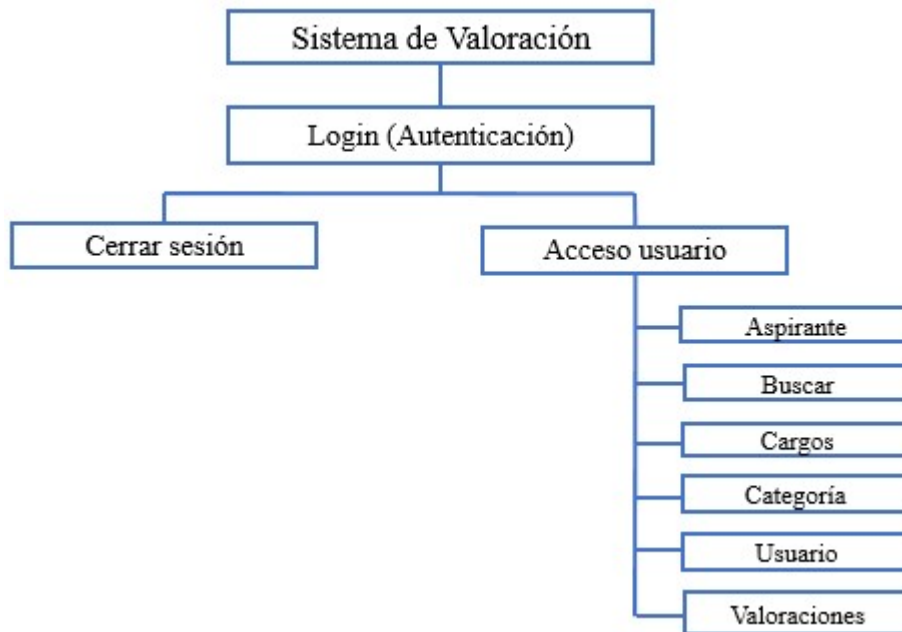 Sistema de Valoración
Login (Autenticación)
Cerrar sesión
Acceso usuario
Aspirante
Buscar
Cargos
Categoría
Usuario
Valoraciones